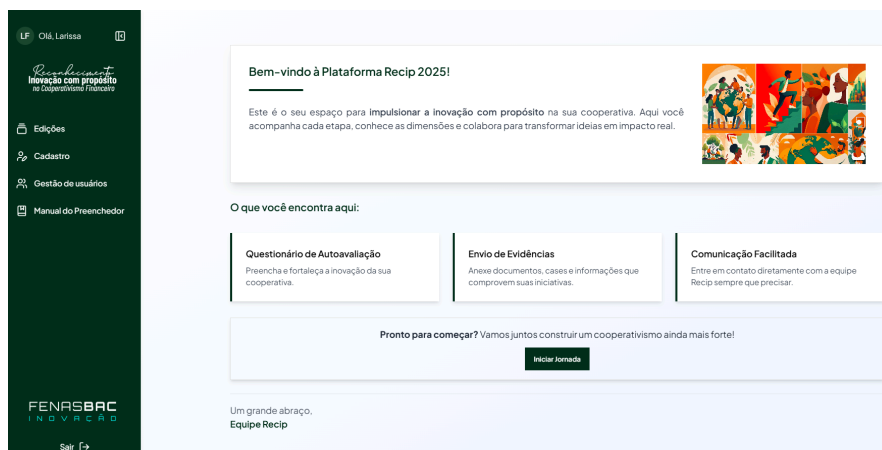 LF Olá, Larissa
Reconhecimento
Inovação com propósito
no Cooperativismo Financeiro
Edições
Cadastro
Gestão de usuários
Manual do Preenchedor
FENASBAC
INOVAÇÃO
Sair
Bem-vindo à Plataforma Recip 2025!
Este é o seu espaço para impulsionar a inovação com propósito na sua cooperativa. Aqui você
acompanha cada etapa, conhece as dimensões e colabora para transformar ideias em impacto real.
O que você encontra aqui:
Questionário de Autoavaliação
Preencha e fortaleça a inovação da sua
cooperativa.
Envio de Evidências
Anexe documentos, cases e informações que
comprovem suas iniciativas.
Comunicação Facilitada
Entre em contato diretamente com a equipe
Recip sempre que precisar.
Pronto para começar? Vamos juntos construir um cooperativismo ainda mais forte!
Iniciar Jornada
Um grande abraço,
Equipe Recip